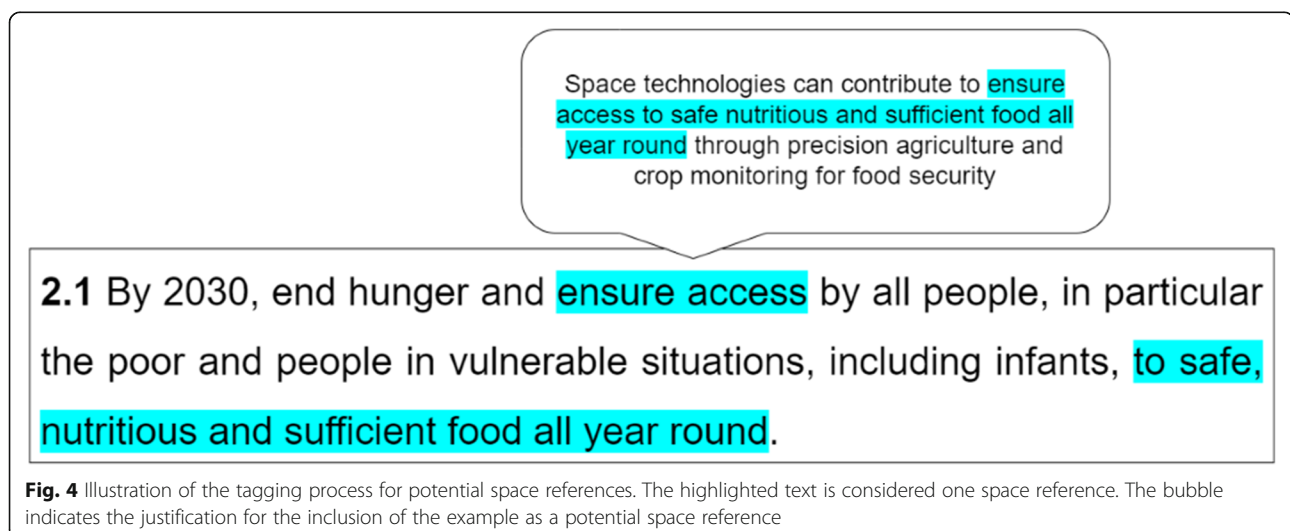 Space technologies can contribute to ensure
access to safe nutritious and sufficient food all
year round through precision agriculture and
crop monitoring for food security
2.1 By 2030, end hunger and ensure access by all people, in particular
the poor and people in vulnerable situations, including infants, to safe,
nutritious and sufficient food all year round.
Fig. 4 Illustration of the tagging process for potential space references. The highlighted text is considered one space reference. The bubble
indicates the justification for the inclusion of the example as a potential space reference